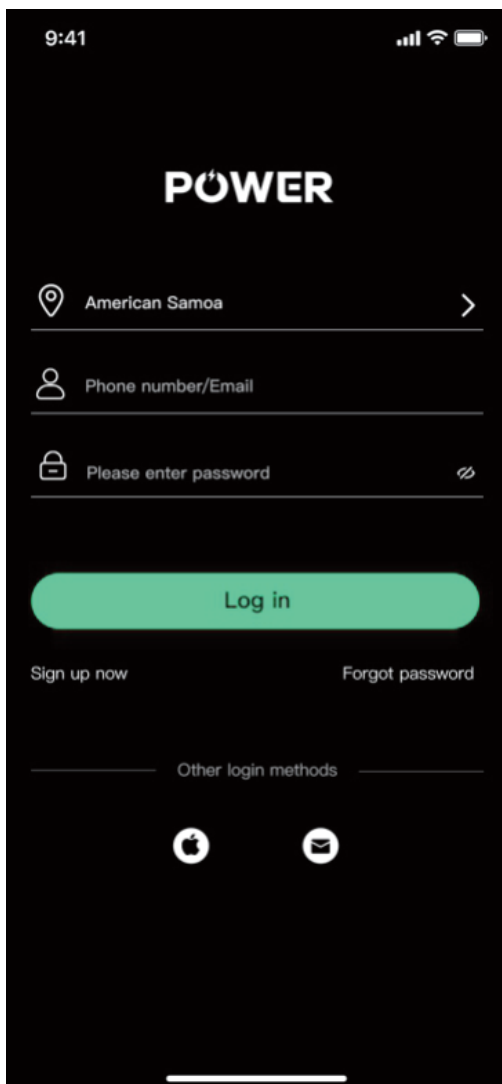 9:41
POWER
American Samoa
Phone number/Email
Please enter password
Log in
Sign up now
Forgot password
Other login methods